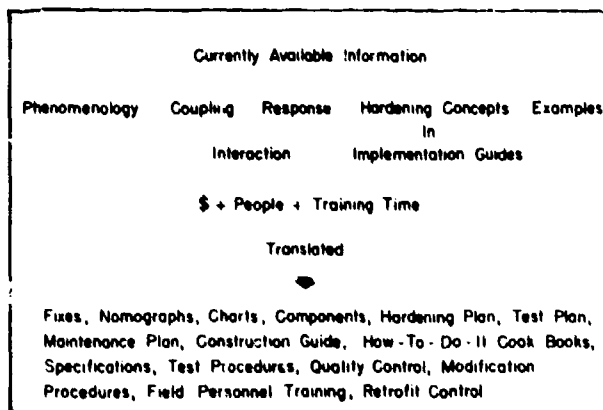 Currently Available Information
Phenomenology Coupling Response Hardening Concepts Examples
In
Interaction Implementation Guides
$ + People + Training Time
Translated
Fixes, Nomographs, Charts, Components, Hardening Plan, Test Plan,
Maintenance Plan, Construction Guide, How-To-Do-It Cook Books,
Specifications, Test Procedures, Quality Control, Modification
Procedures, Field Personnel Training, Retrofit Control